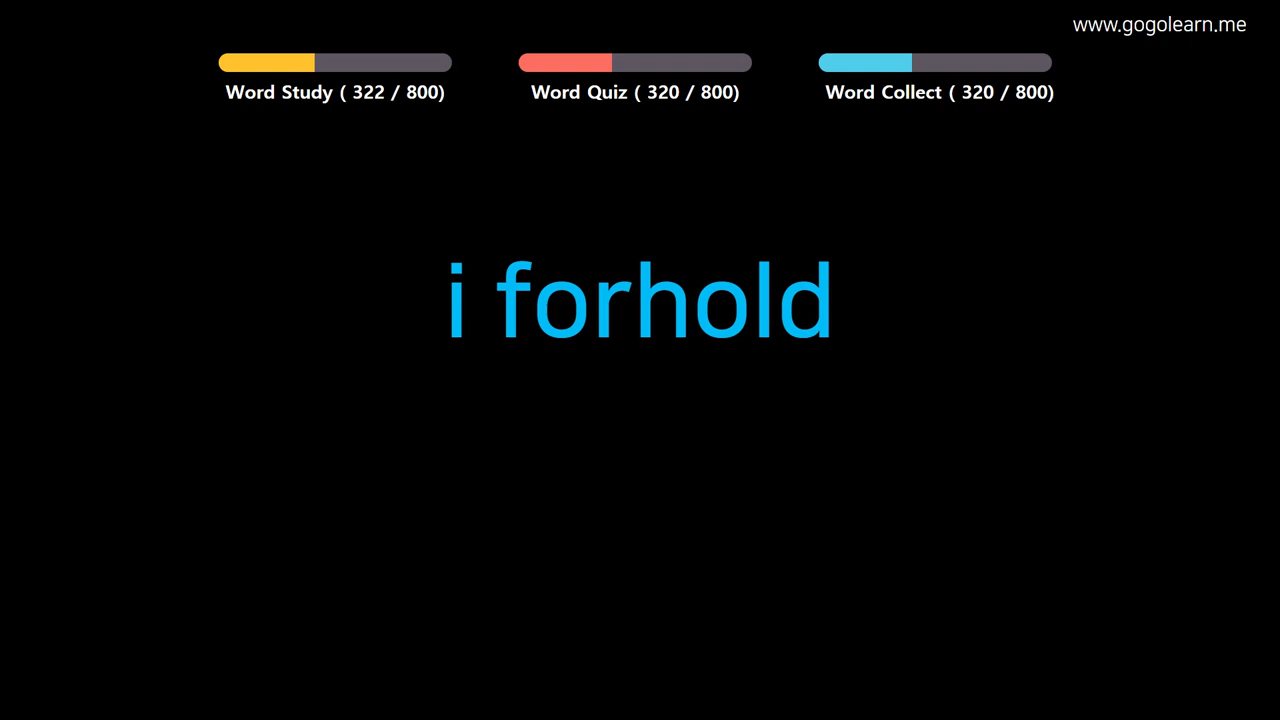 www.gogolearn.me
Word Study ( 322 / 800)
Word Quiz ( 320 / 800)
Word Collect ( 320 / 800)
i forhold